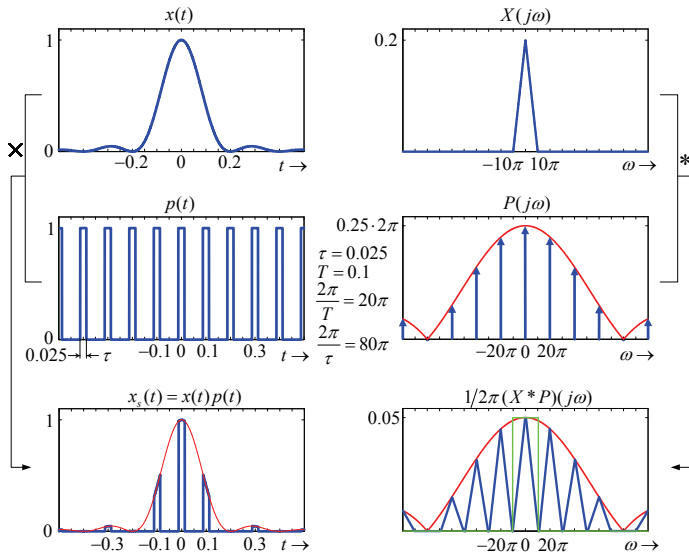 x(t)
X(jω)
1
0
−0.2 0 0.2 t →
0.2
−10π 10π ω →
×
*
p(t)
P(jω)
1
0
0.025 τ −0.1 0 0.1 0.3 t →
0.25·2π
τ = 0.025
T = 0.1
2π/T = 20π
2π/τ = 80π
−20π 0 20π ω →
x_s(t) = x(t)p(t)
1/2π(X*P)(jω)
1
0
−0.3 0 0.1 0.3 t →
0.05
−20π 0 20π ω →